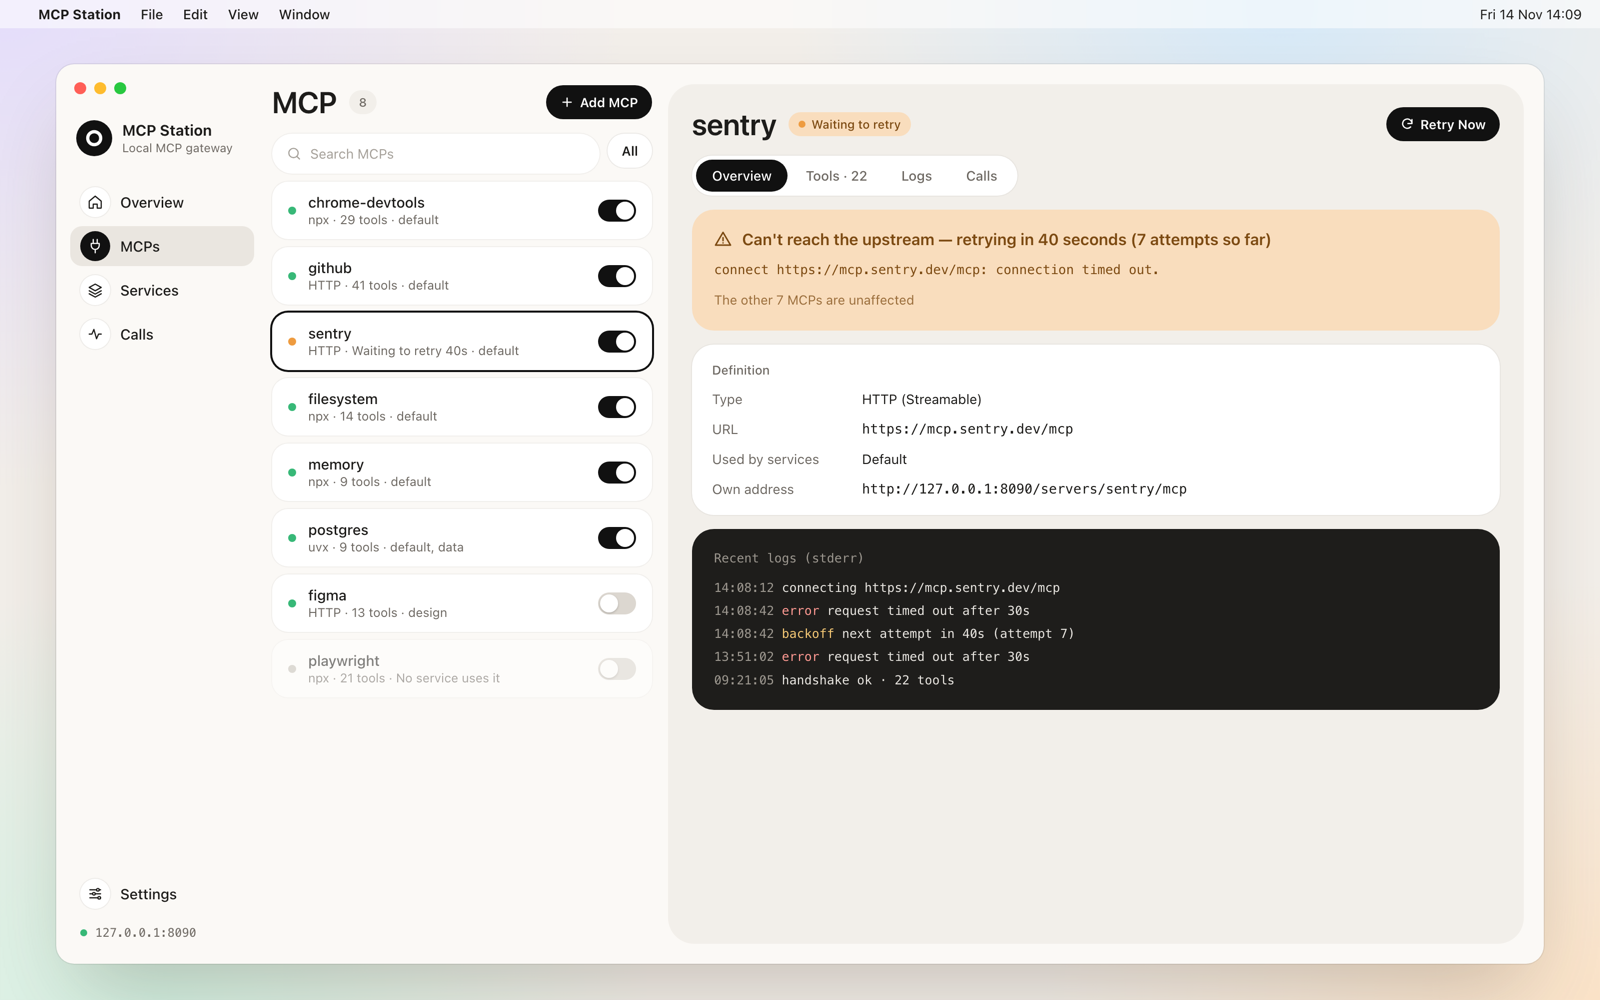 MCP Station File Edit View Window Fri 14 Nov 14:09
MCP Station
Local MCP gateway
Overview
MCPs
Services
Calls
Settings
127.0.0.1:8090
MCP 8 Add MCP
Search MCPs All
chrome-devtools
npx · 29 tools · default
github
HTTP · 41 tools · default
sentry
HTTP · Waiting to retry 40s · default
filesystem
npx · 14 tools · default
memory
npx · 9 tools · default
postgres
uvx · 9 tools · default, data
figma
HTTP · 13 tools · design
playwright
npx · 21 tools · No service uses it
sentry Waiting to retry Retry Now
Overview Tools · 22 Logs Calls
Can't reach the upstream — retrying in 40 seconds (7 attempts so far)
connect https://mcp.sentry.dev/mcp: connection timed out.
The other 7 MCPs are unaffected
Definition
Type HTTP (Streamable)
URL https://mcp.sentry.dev/mcp
Used by services Default
Own address http://127.0.0.1:8090/servers/sentry/mcp
Recent logs (stderr)
14:08:12 connecting https://mcp.sentry.dev/mcp
14:08:42 error request timed out after 30s
14:08:42 backoff next attempt in 40s (attempt 7)
13:51:02 error request timed out after 30s
09:21:05 handshake ok · 22 tools